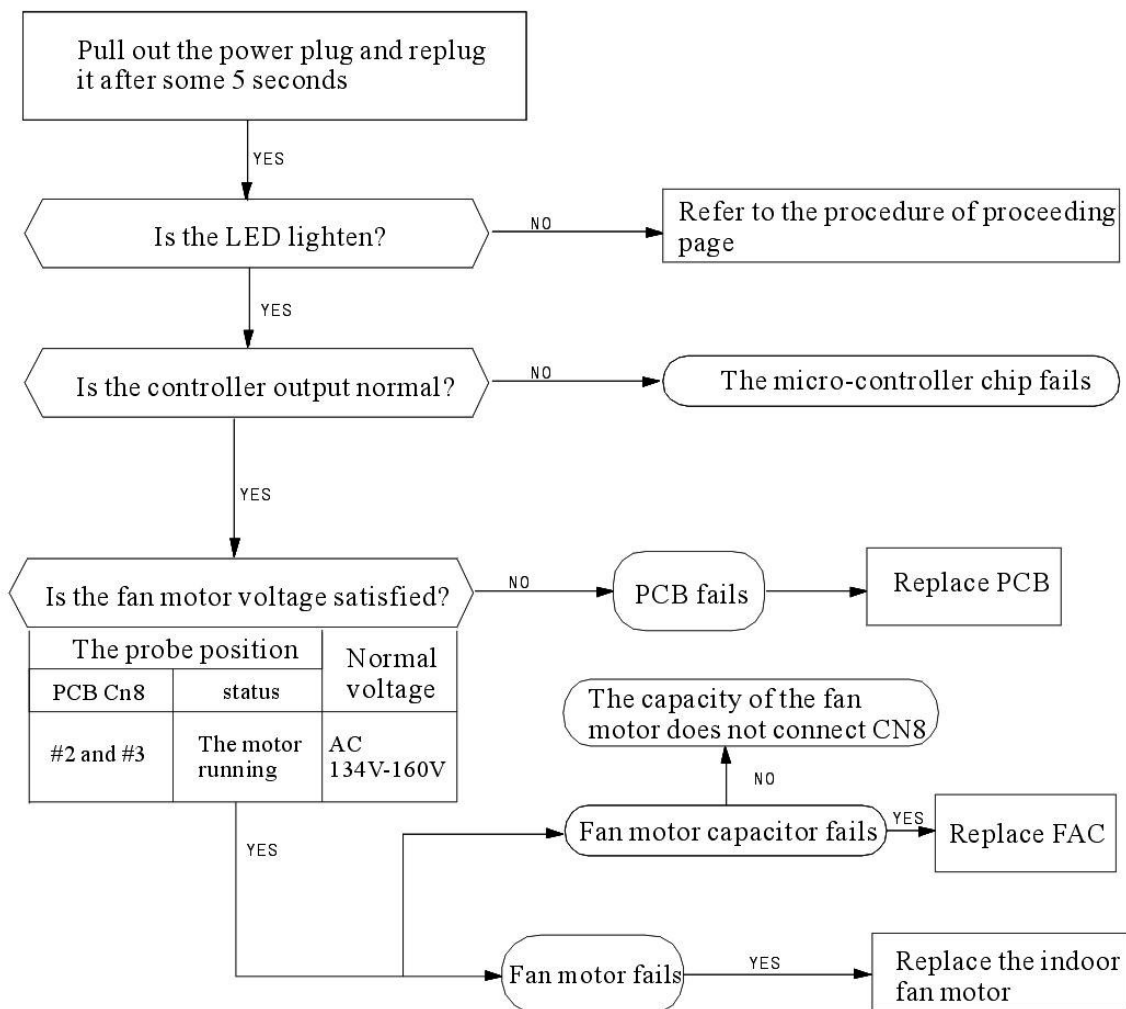 Pull out the power plug and replug
it after some 5 seconds
YES
Is the LED lighten?
NO
Refer to the procedure of proceeding
page
YES
Is the controller output normal?
NO
The micro-controller chip fails
YES
Is the fan motor voltage satisfied?
NO
PCB fails
Replace PCB
The probe position
Normal
voltage
PCB Cn8
status
#2 and #3
The motor
running
AC
134V-160V
The capacity of the fan
motor does not connect CN8
NO
YES
Fan motor capacitor fails
YES
Replace FAC
Fan motor fails
YES
Replace the indoor
fan motor